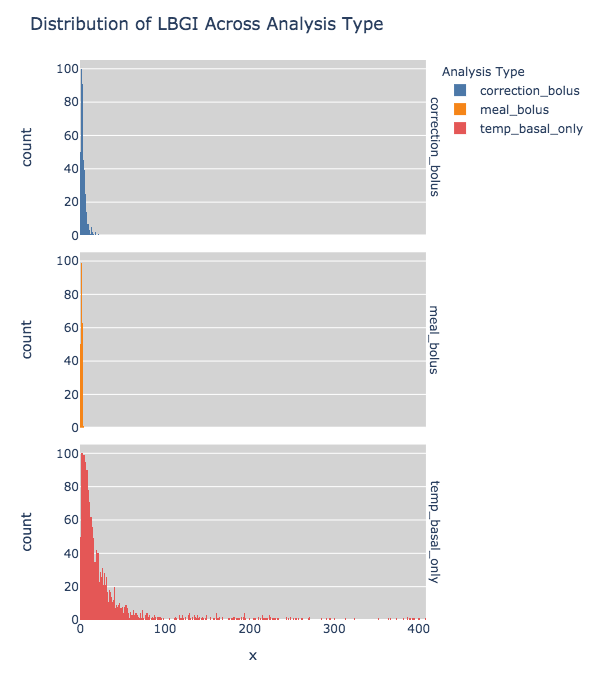 Distribution of LBGI Across Analysis Type
Analysis Type
correction_bolus
meal_bolus
temp_basal_only
100
80
60
40
20
0
count
correction_bolus
100
80
60
40
20
0
count
meal_bolus
100
80
60
40
20
0
count
temp_basal_only
0 100 200 300 400
x